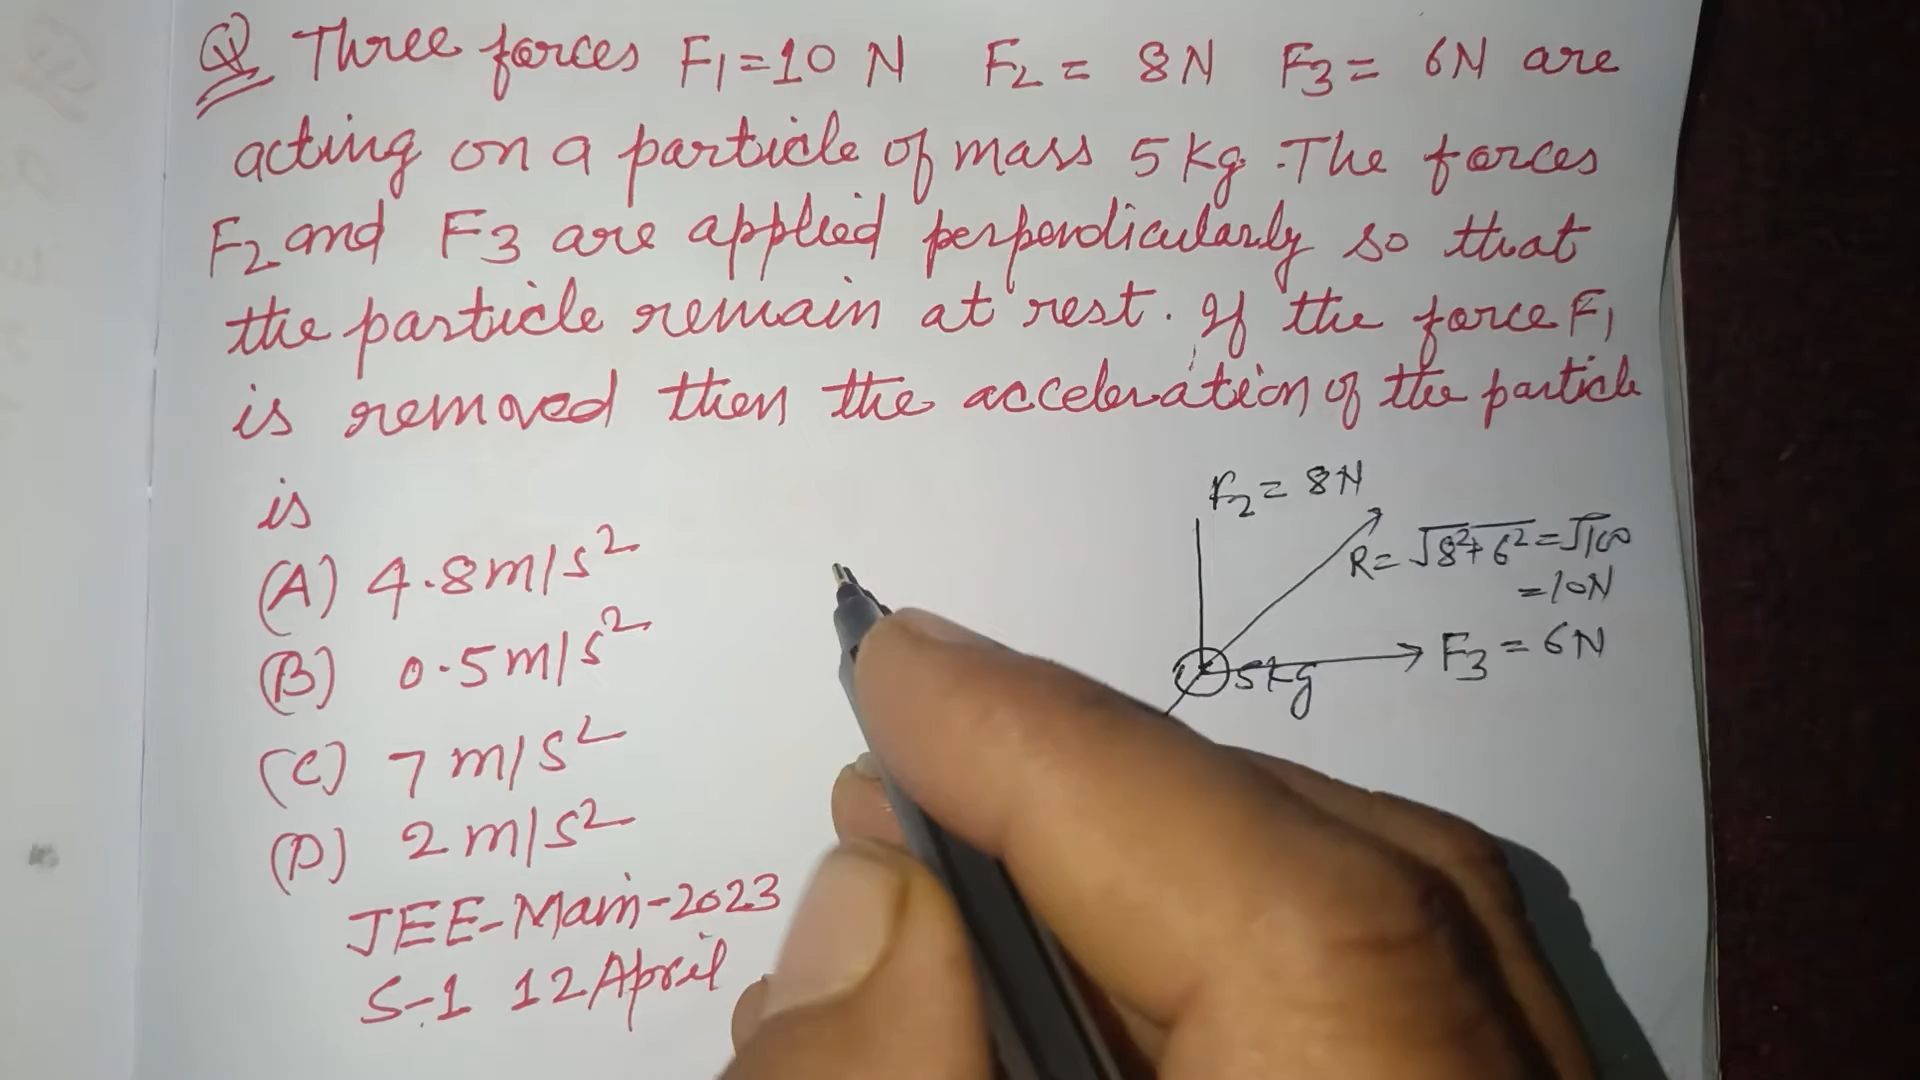 Q Three forces F1=10 N F2 = 8N F3 = 6N are
acting on a particle of mass 5 kg. The forces
F2 and F3 are applied perpendicularly so that
the particle remain at rest. If the force F1
is removed then the acceleration of the particle
is
(A) 4.8m/s²
(B) 0.5m/s²
(C) 7 m/s²
(D) 2 m/s²
JEE-Main-2023
S-1 12 April
F2 = 8N
R= √8²+6² = √100
=10N
F3 = 6N
5kg